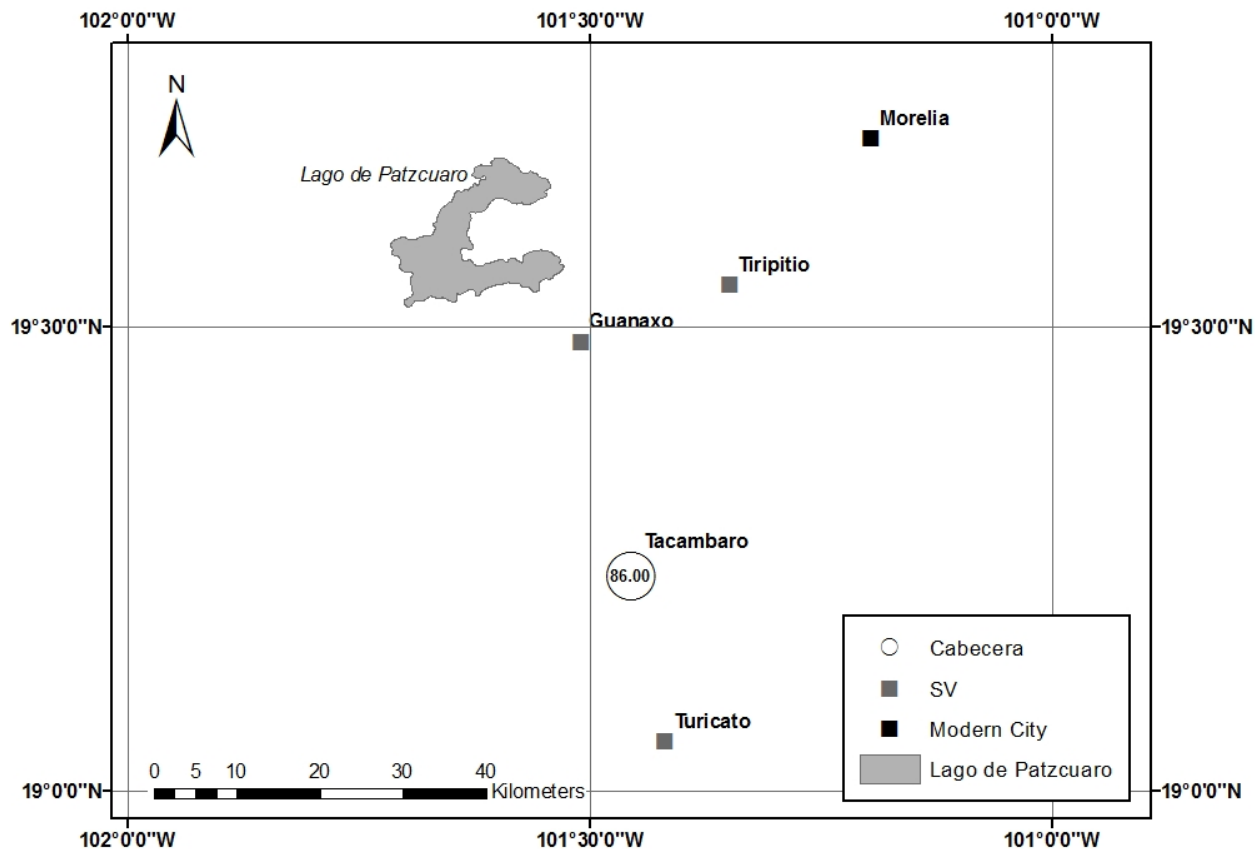 102°0'0"W 101°30'0"W 101°0'0"W
N
Morelia
Lago de Patzcuaro
Tiripitio
Guanaxo
19°30'0"N 19°30'0"N
Tacambaro
86.00
Cabecera
SV
Turicato
Modern City
0 5 10 20 30 40
Lago de Patzcuaro
Kilometers
19°0'0"N 19°0'0"N
102°0'0"W 101°30'0"W 101°0'0"W